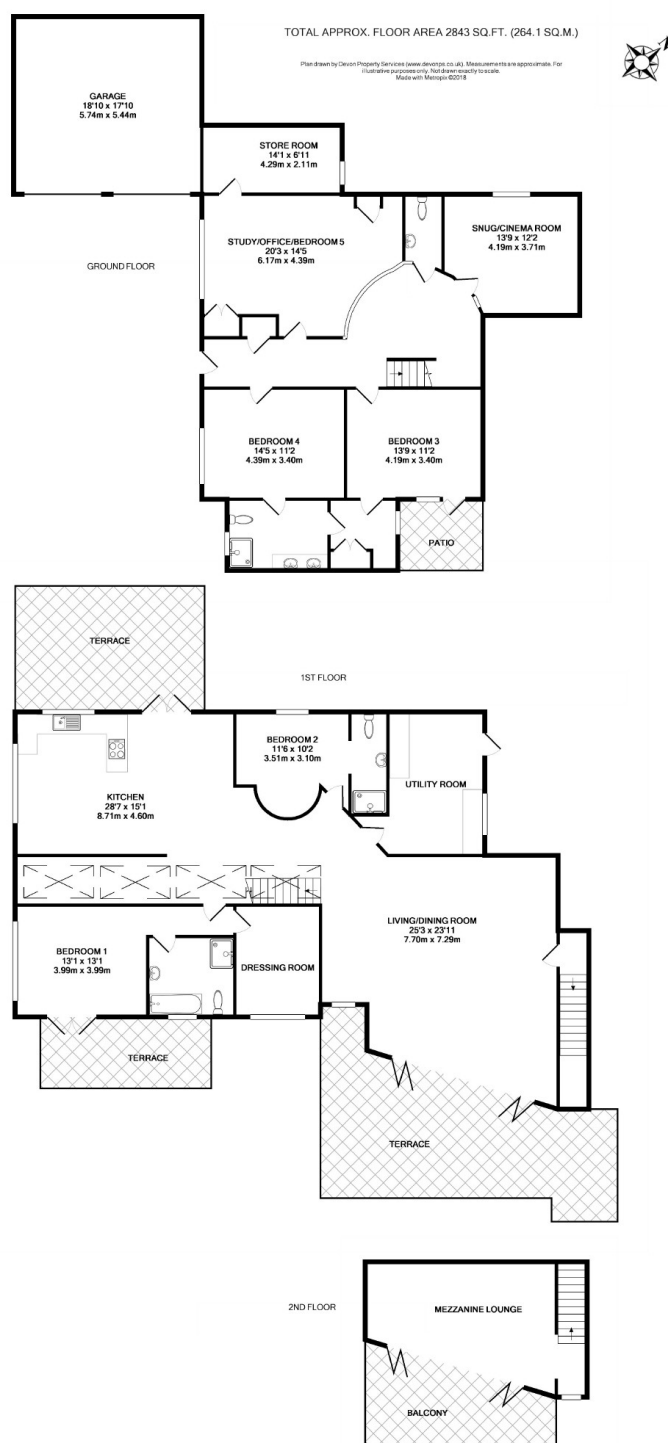 TOTAL APPROX. FLOOR AREA 2843 SQ.FT. (264.1 SQ.M.)
Plan drawn by Devon Property Services (www.devonps.co.uk). Measurements are approximate. For
illustrative purposes only. Not drawn exactly to scale.
Made with Metropix ©2018
GARAGE
18'10 x 17'10
5.74m x 5.44m
STORE ROOM
14'1 x 6'11
4.29m x 2.11m
STUDY/OFFICE/BEDROOM 5
20'3 x 14'5
6.17m x 4.39m
SNUG/CINEMA ROOM
13'9 x 12'2
4.19m x 3.71m
GROUND FLOOR
BEDROOM 4
14'5 x 11'2
4.39m x 3.40m
BEDROOM 3
13'9 x 11'2
4.19m x 3.40m
PATIO
TERRACE
1ST FLOOR
BEDROOM 2
11'6 x 10'2
3.51m x 3.10m
UTILITY ROOM
KITCHEN
28'7 x 15'1
8.71m x 4.60m
LIVING/DINING ROOM
25'3 x 23'11
7.70m x 7.29m
BEDROOM 1
13'1 x 13'1
3.99m x 3.99m
DRESSING ROOM
TERRACE
TERRACE
2ND FLOOR
MEZZANINE LOUNGE
BALCONY